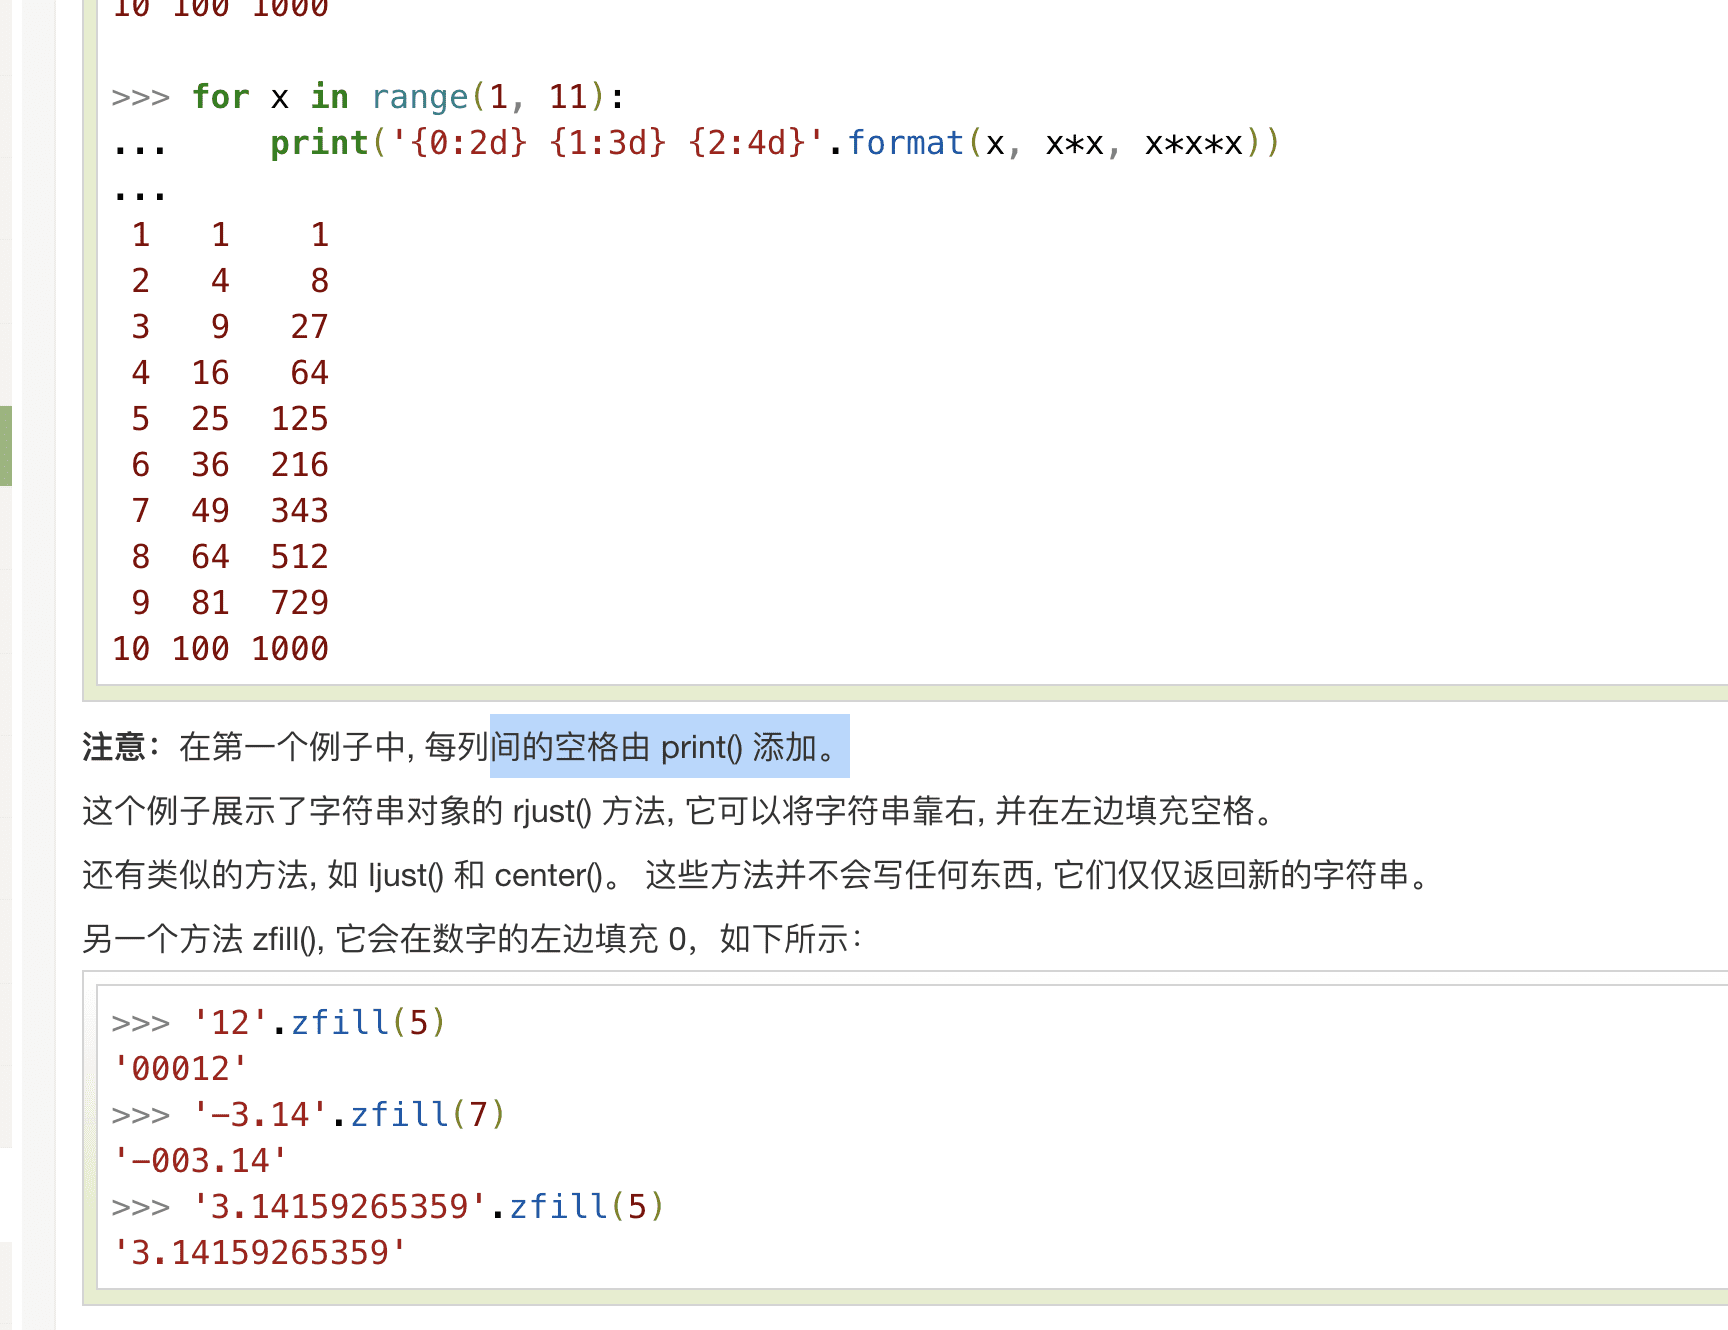 10 100 1000
>>> for x in range(1, 11):
...     print('{0:2d} {1:3d} {2:4d}'.format(x, x*x, x*x*x))
...
 1   1    1
 2   4    8
 3   9   27
 4  16   64
 5  25  125
 6  36  216
 7  49  343
 8  64  512
 9  81  729
10 100 1000
注意：在第一个例子中, 每列间的空格由 print() 添加。
这个例子展示了字符串对象的 rjust() 方法, 它可以将字符串靠右, 并在左边填充空格。
还有类似的方法, 如 ljust() 和 center()。 这些方法并不会写任何东西, 它们仅仅返回新的字符串。
另一个方法 zfill(), 它会在数字的左边填充 0，如下所示：
>>> '12'.zfill(5)
'00012'
>>> '-3.14'.zfill(7)
'-003.14'
>>> '3.14159265359'.zfill(5)
'3.14159265359'